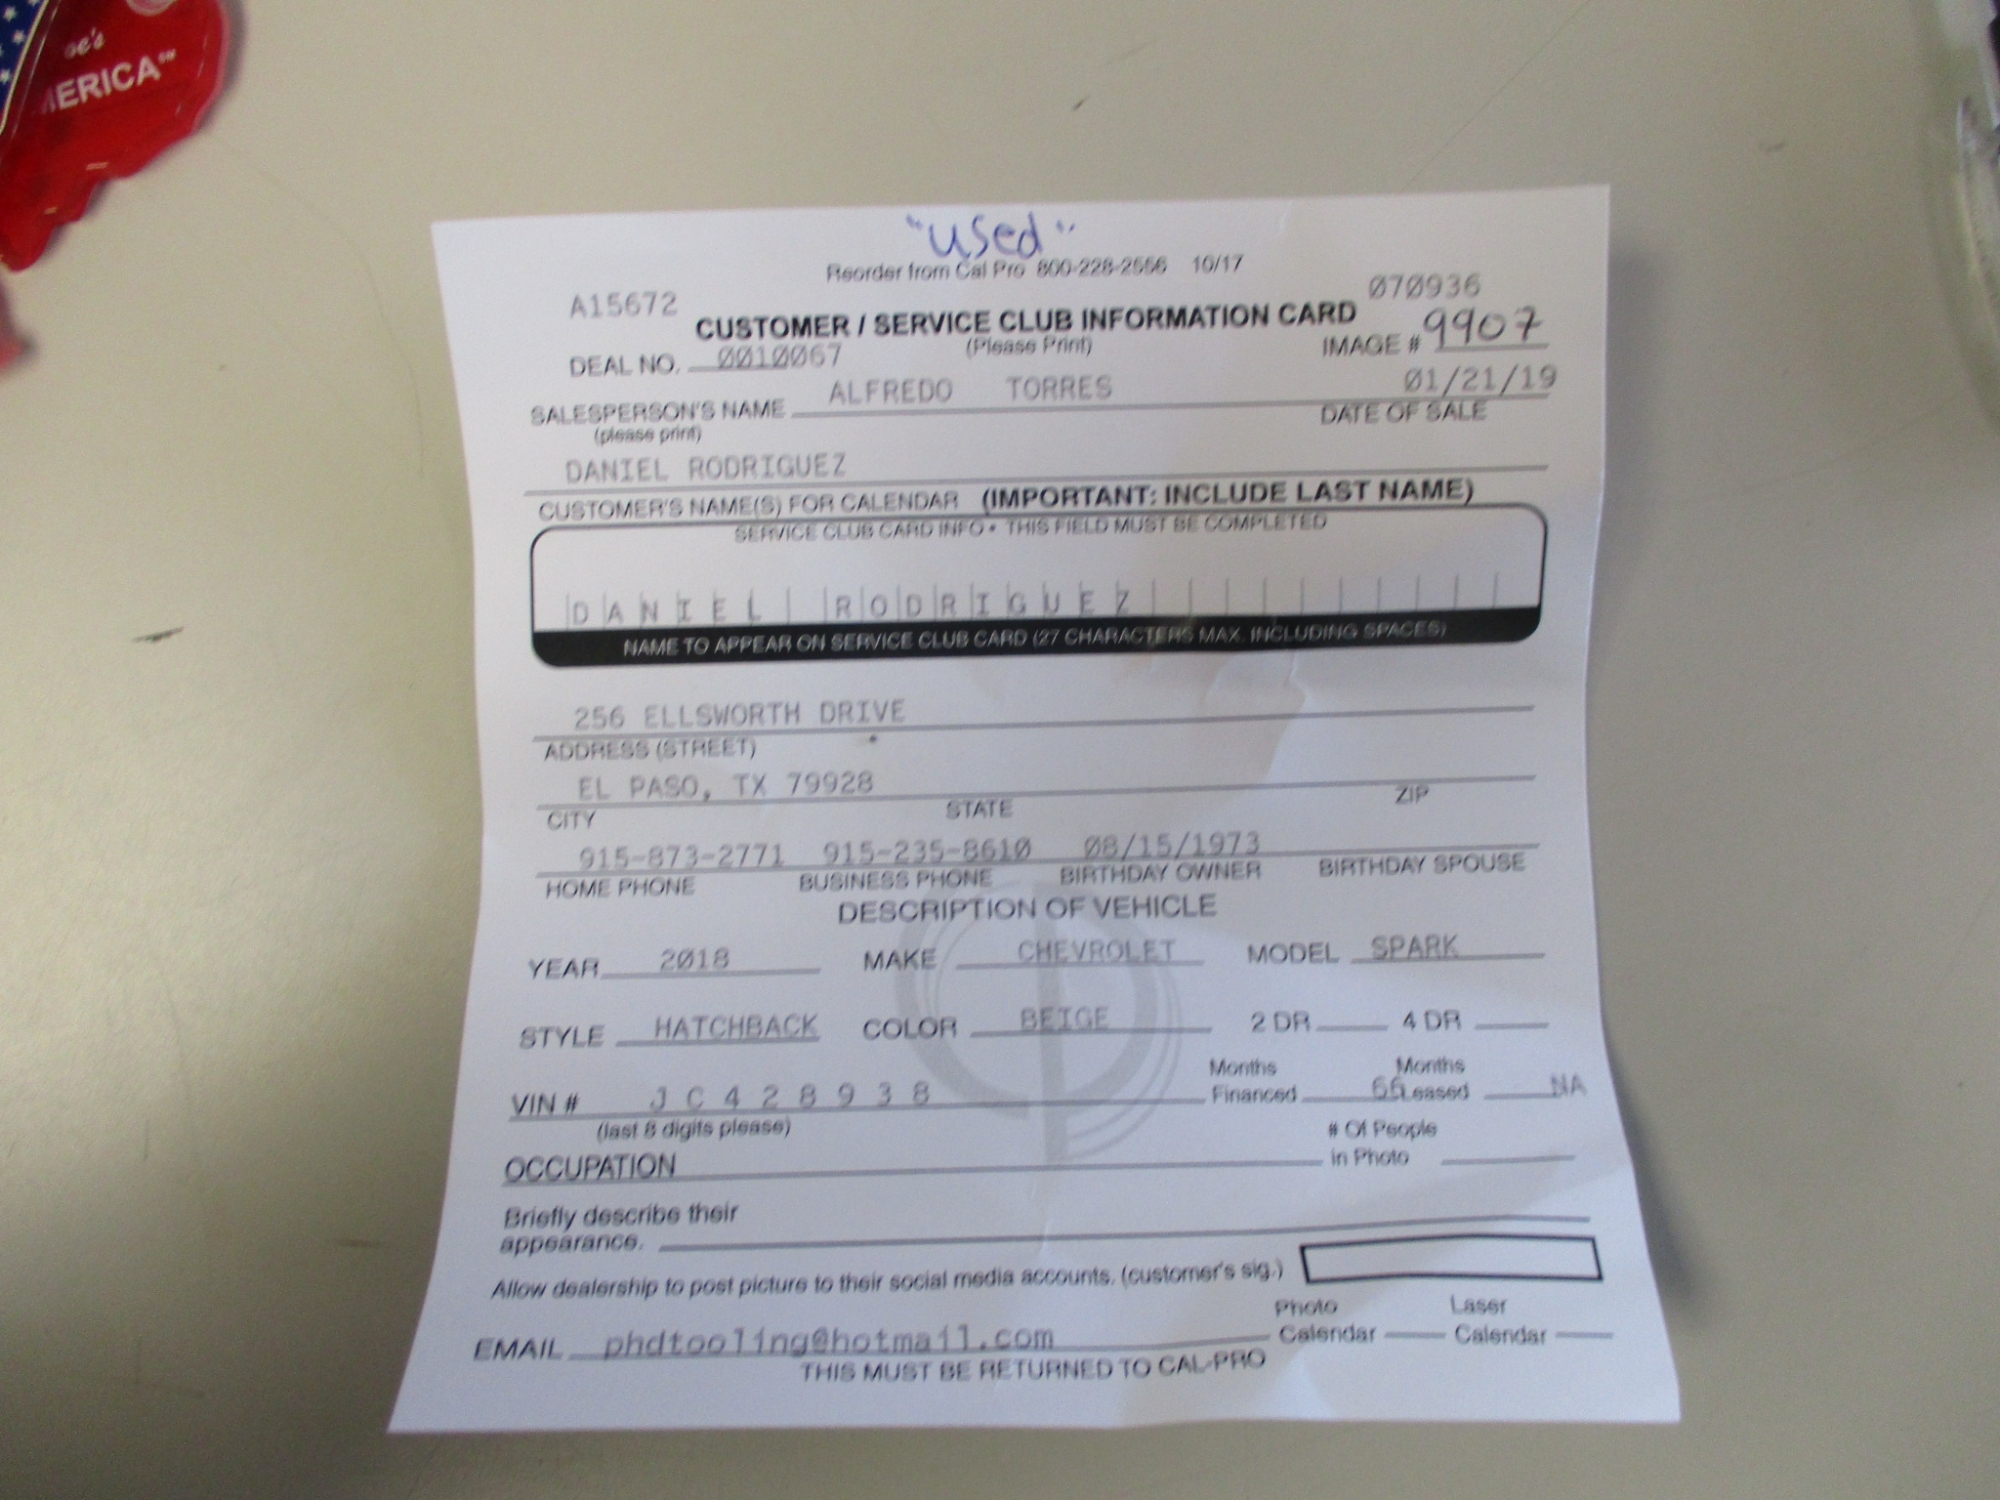 oe's
MERICA℠
"used"
Reorder from Cal Pro 800-228-2556 10/17
A15672 070936
CUSTOMER / SERVICE CLUB INFORMATION CARD
(Please Print)
DEAL NO. 0010067 IMAGE # 9907
SALESPERSON'S NAME ALFREDO TORRES 01/21/19
(please print) DATE OF SALE
DANIEL RODRIGUEZ
CUSTOMER'S NAME(S) FOR CALENDAR (IMPORTANT: INCLUDE LAST NAME)
SERVICE CLUB CARD INFO • THIS FIELD MUST BE COMPLETED
DANIEL RODRIGUEZ
NAME TO APPEAR ON SERVICE CLUB CARD (27 CHARACTERS MAX. INCLUDING SPACES)
256 ELLSWORTH DRIVE
ADDRESS (STREET)
EL PASO, TX 79928
CITY STATE ZIP
915-873-2771 915-235-8610 08/15/1973
HOME PHONE BUSINESS PHONE BIRTHDAY OWNER BIRTHDAY SPOUSE
DESCRIPTION OF VEHICLE
YEAR 2018 MAKE CHEVROLET MODEL SPARK
STYLE HATCHBACK COLOR BEIGE 2 DR 4 DR
VIN # J C 4 2 8 9 3 8 Months Financed 66 Months Leased NA
(last 8 digits please)
OCCUPATION # Of People in Photo
Briefly describe their
appearance.
Allow dealership to post picture to their social media accounts. (customer's sig.)
EMAIL phdtooling@hotmail.com Photo Calendar Laser Calendar
THIS MUST BE RETURNED TO CAL-PRO